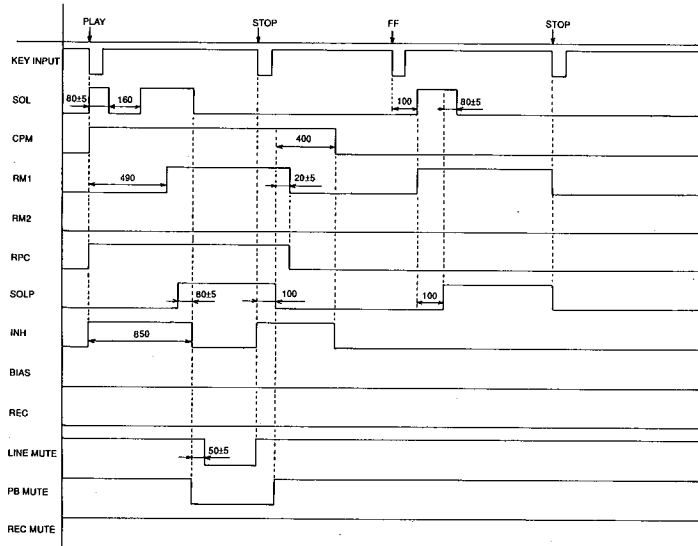 PLAY STOP FF STOP
KEY INPUT
SOL 80±5 160 100 80±5
CPM 400
RM1 490 20±5
RM2
RPC
SOLP 80±5 100 100
INH 850
BIAS
REC
LINE MUTE 50±5
PB MUTE
REC MUTE